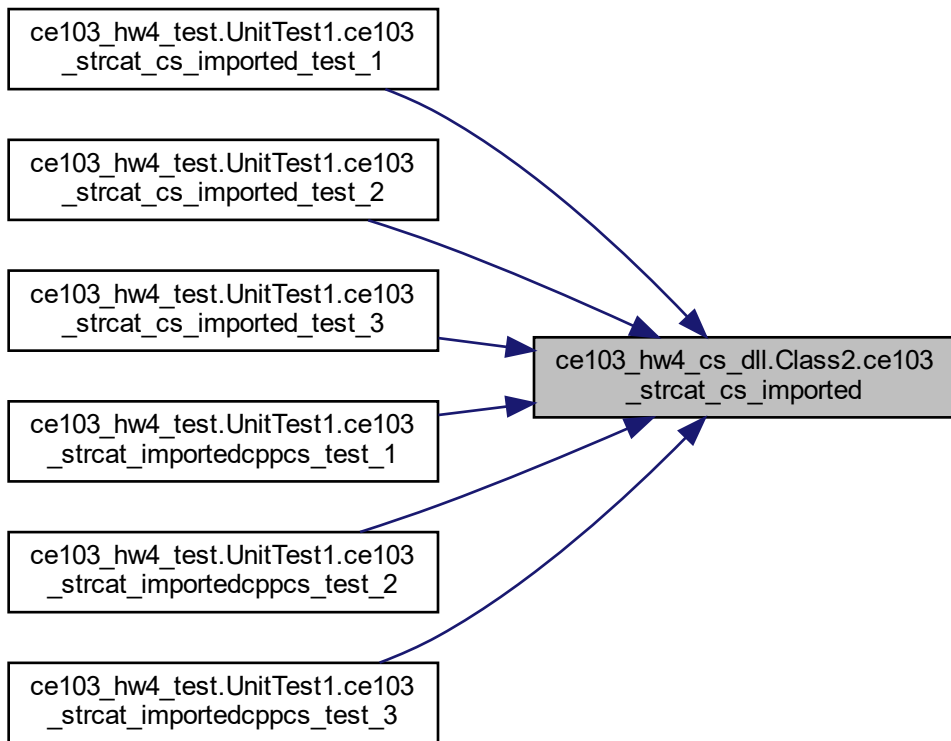 ce103_hw4_test.UnitTest1.ce103
_strcat_cs_imported_test_1
ce103_hw4_test.UnitTest1.ce103
_strcat_cs_imported_test_2
ce103_hw4_test.UnitTest1.ce103
_strcat_cs_imported_test_3
ce103_hw4_cs_dll.Class2.ce103
_strcat_cs_imported
ce103_hw4_test.UnitTest1.ce103
_strcat_importedcppcs_test_1
ce103_hw4_test.UnitTest1.ce103
_strcat_importedcppcs_test_2
ce103_hw4_test.UnitTest1.ce103
_strcat_importedcppcs_test_3